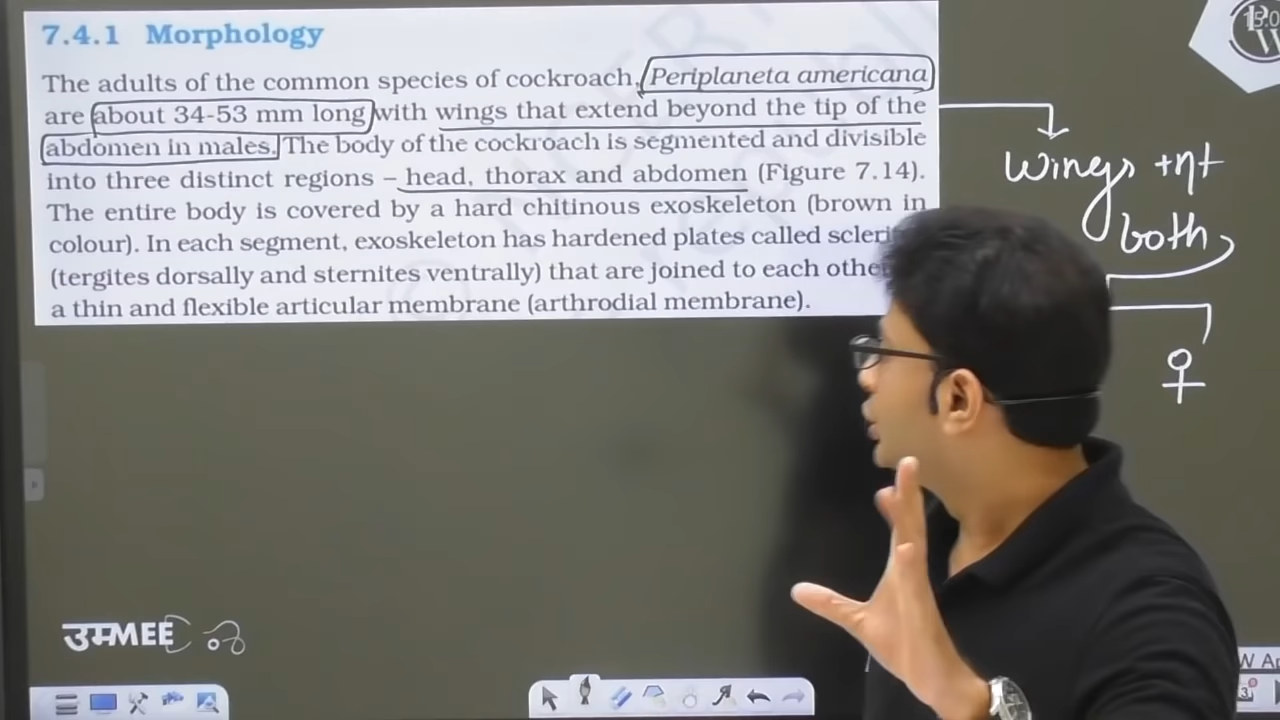 7.4.1 Morphology
The adults of the common species of cockroach, Periplaneta americana
are about 34-53 mm long with wings that extend beyond the tip of the
abdomen in males. The body of the cockroach is segmented and divisible
into three distinct regions – head, thorax and abdomen (Figure 7.14).
The entire body is covered by a hard chitinous exoskeleton (brown in
colour). In each segment, exoskeleton has hardened plates called
(tergites dorsally and sternites ventrally) that are joined to each
a thin and flexible articular membrane (arthrodial membrane).
wings
both
♀
उम्MEED